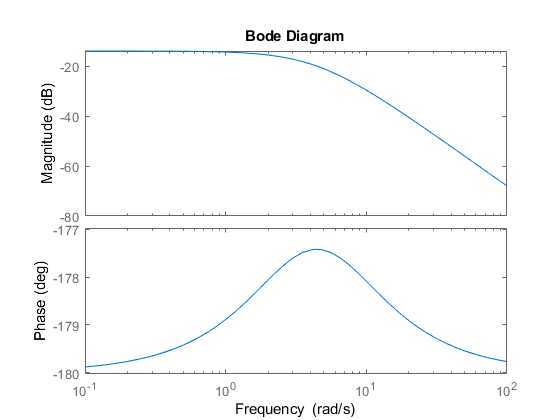 Bode Diagram
-20
-40
-60
-80
Magnitude (dB)
-177
-178
-179
-180
Phase (deg)
10^-1 10^0 10^1 10^2
Frequency (rad/s)